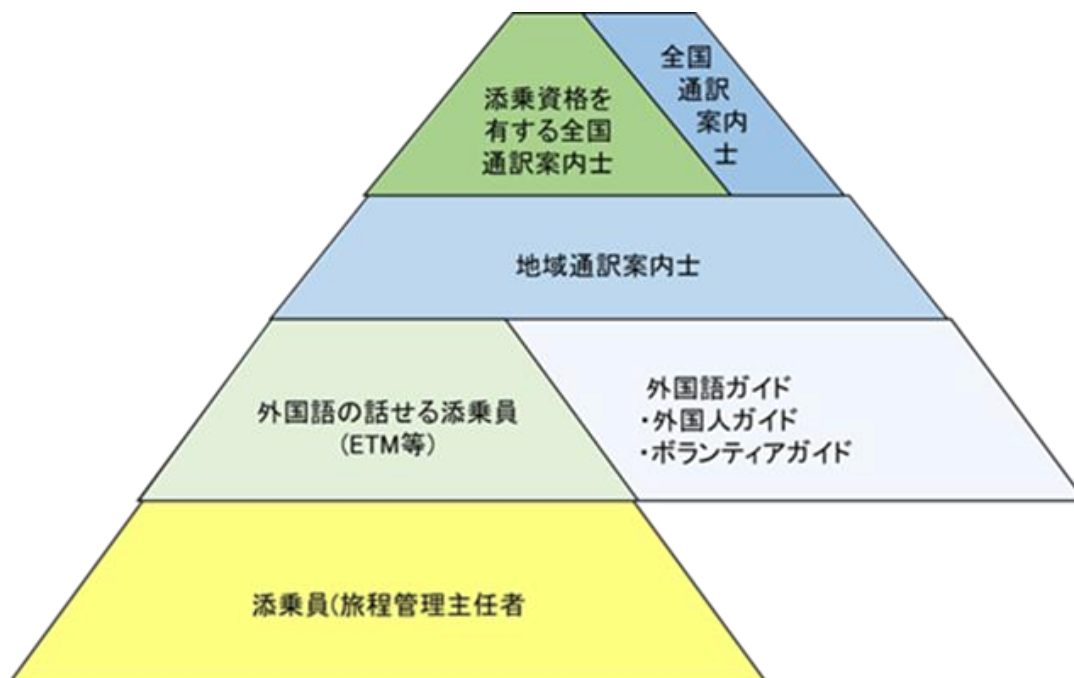 添乗資格を
有する全国
通訳案内士
全国
通訳
案内
士
地域通訳案内士
外国語の話せる添乗員
(ETM等)
外国語ガイド
・外国人ガイド
・ボランティアガイド
添乗員(旅程管理主任者